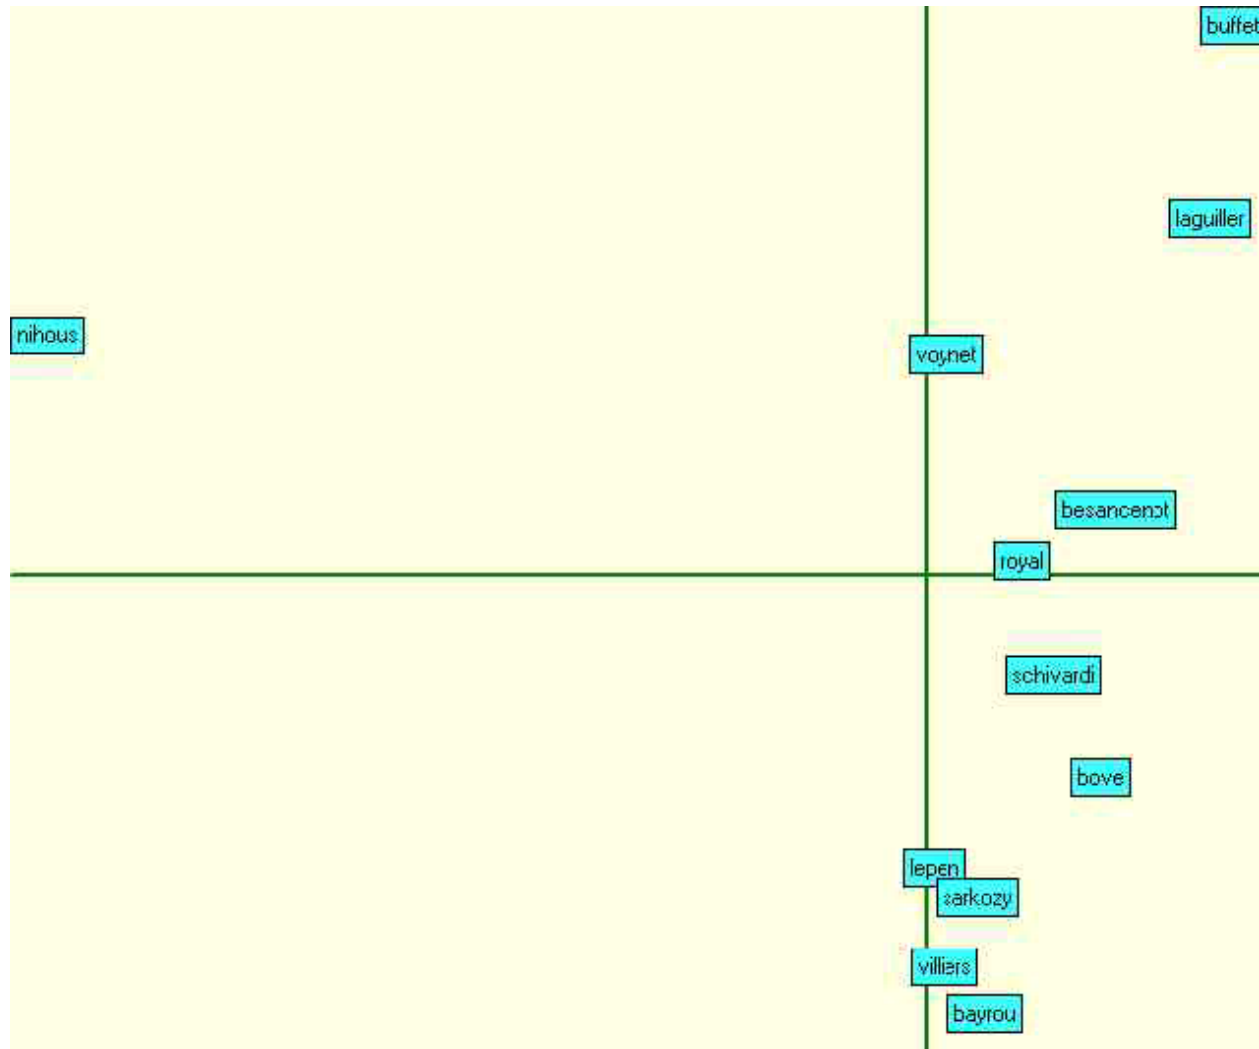 buffet
laguiller
nihous
voynet
besancenot
royal
schivardi
bove
lepen
sarkozy
villiers
bayrou